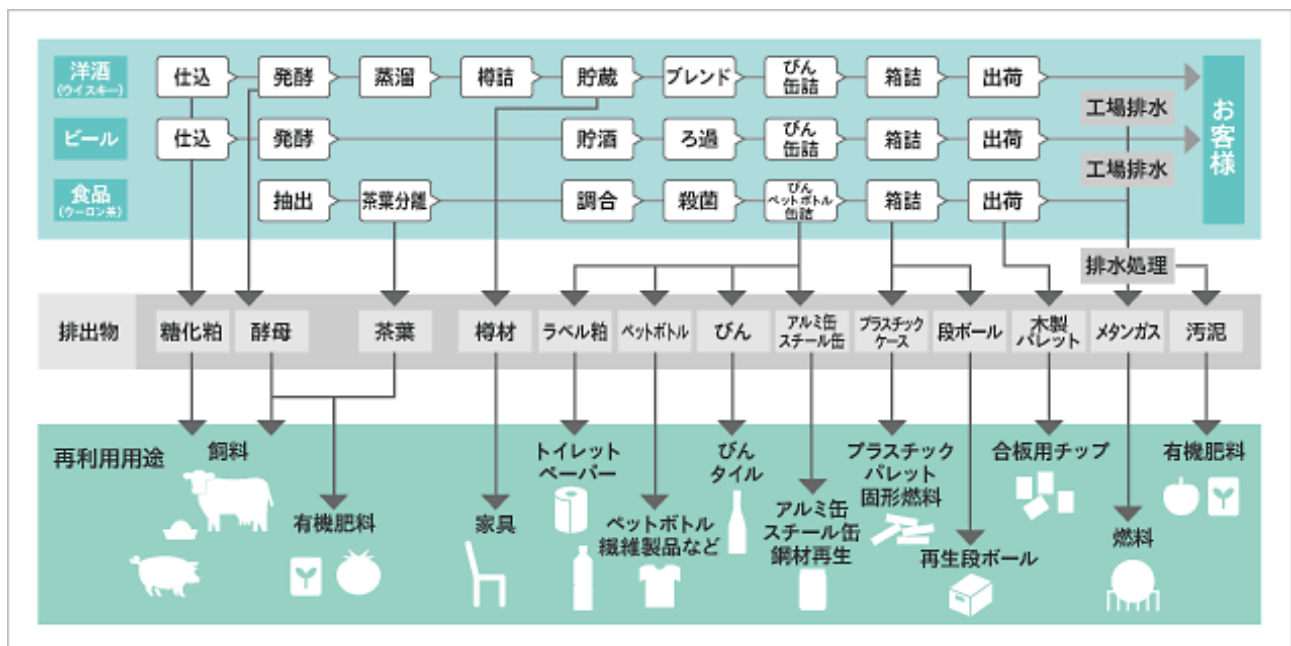 洋酒
(ウイスキー)
仕込
発酵
蒸溜
樽詰
貯蔵
ブレンド
びん
缶詰
箱詰
出荷
工場排水
お客様
ビール
仕込
発酵
貯酒
ろ過
びん
缶詰
箱詰
出荷
工場排水
食品
(ウーロン茶)
抽出
茶葉分離
調合
殺菌
びん
ペットボトル
缶詰
箱詰
出荷
排水処理
排出物
糖化粕
酵母
茶葉
樽材
ラベル粕
ペットボトル
びん
アルミ缶
スチール缶
プラスチック
ケース
段ボール
木製
パレット
メタンガス
汚泥
再利用用途
飼料
有機肥料
家具
トイレット
ペーパー
ペットボトル
繊維製品など
びん
タイル
アルミ缶
スチール缶
鋼材再生
プラスチック
パレット
固形燃料
再生段ボール
合板用チップ
燃料
有機肥料